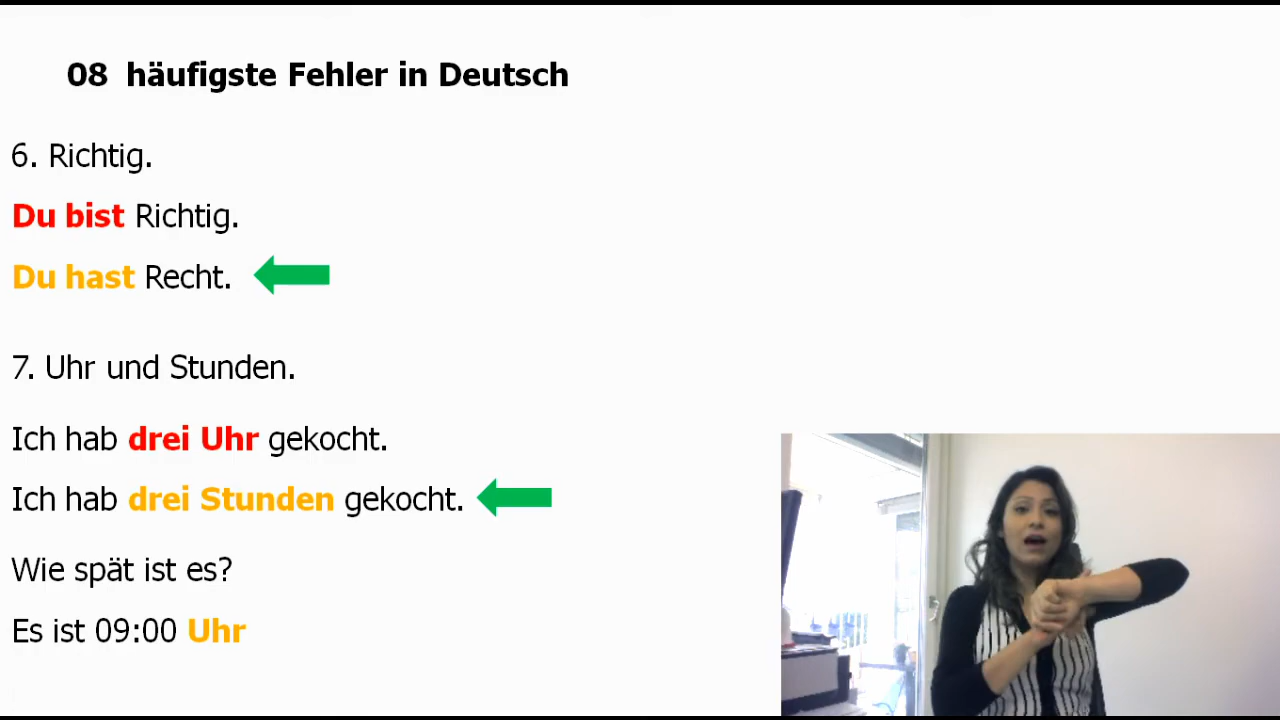 08 häufigste Fehler in Deutsch
6. Richtig.
Du bist Richtig.
Du hast Recht.
7. Uhr und Stunden.
Ich hab drei Uhr gekocht.
Ich hab drei Stunden gekocht.
Wie spät ist es?
Es ist 09:00 Uhr